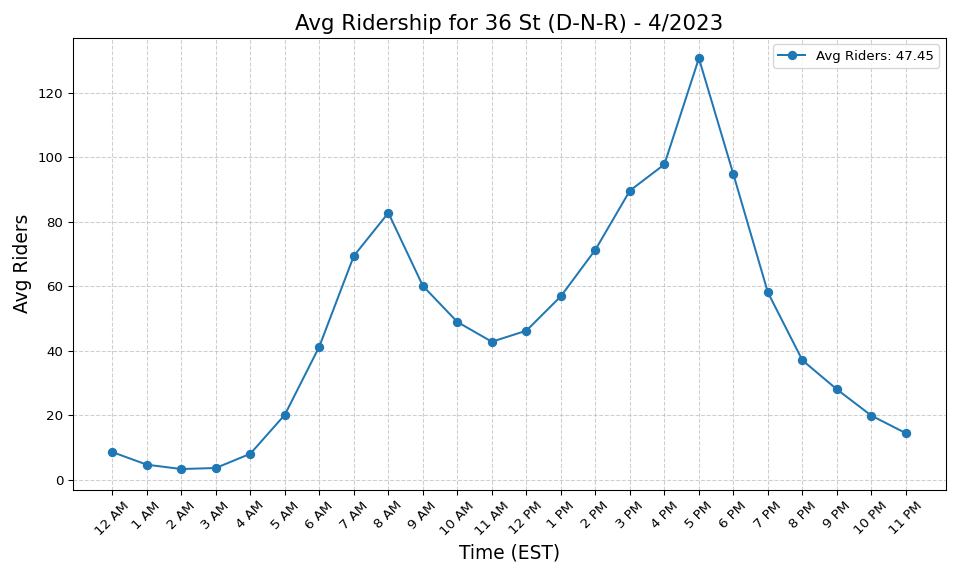 Avg Ridership for 36 St (D-N-R) - 4/2023
Avg Riders: 47.45
Avg Riders
120
100
80
60
40
20
0
12 AM 1 AM 2 AM 3 AM 4 AM 5 AM 6 AM 7 AM 8 AM 9 AM 10 AM 11 AM 12 PM 1 PM 2 PM 3 PM 4 PM 5 PM 6 PM 7 PM 8 PM 9 PM 10 PM 11 PM
Time (EST)